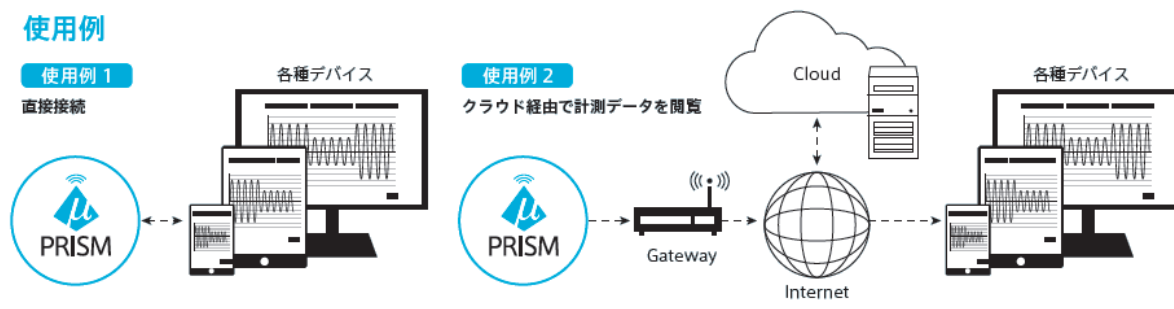 使用例
使用例 1
直接接続
各種デバイス
μ
PRISM
使用例 2
クラウド経由で計測データを閲覧
μ
PRISM
Gateway
Cloud
Internet
各種デバイス